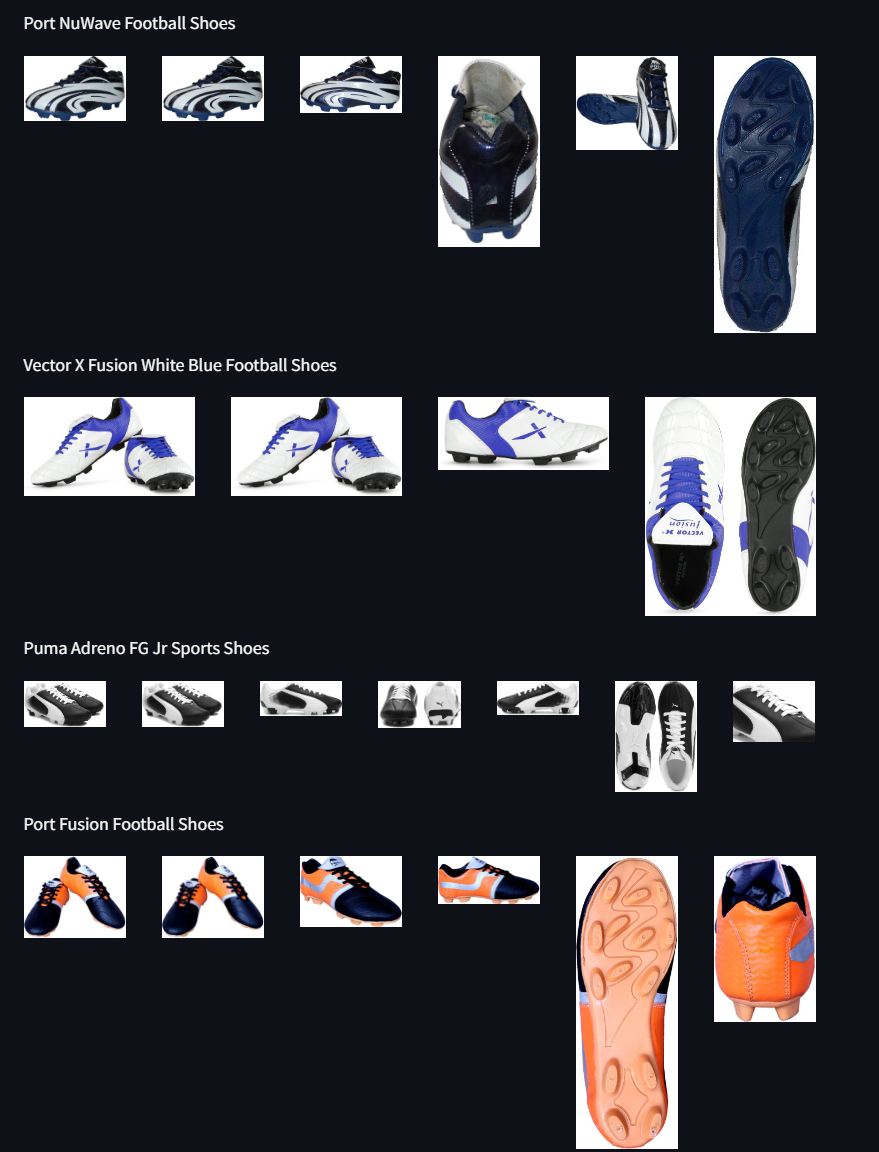 Port NuWave Football Shoes
Vector X Fusion White Blue Football Shoes
fusion
VECTOR X
Puma Adreno FG Jr Sports Shoes
Port Fusion Football Shoes